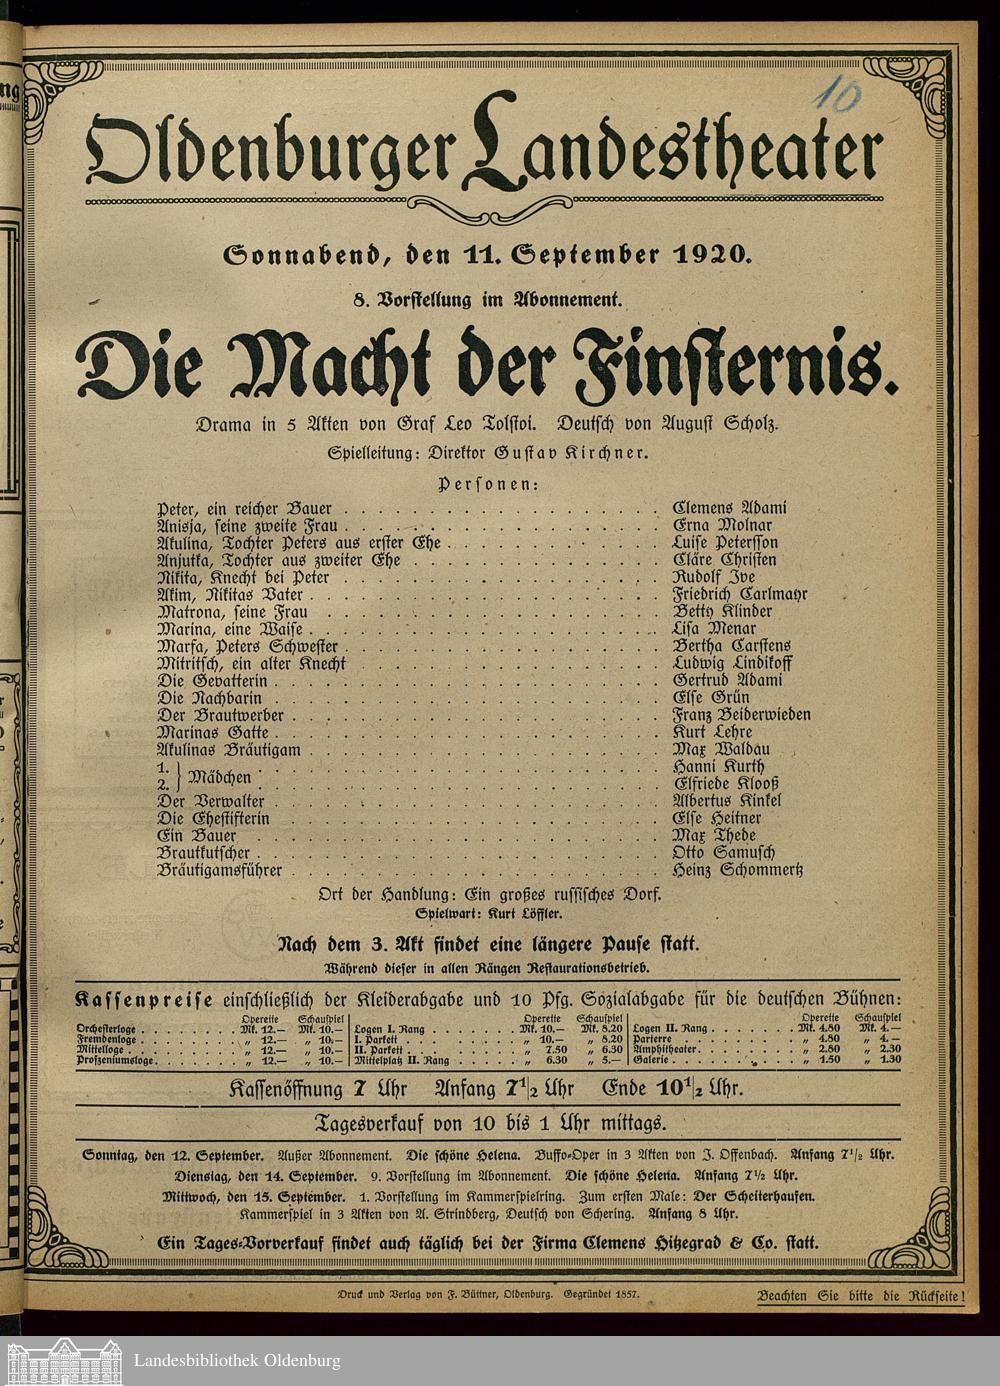 10
Oldenburger Landestheater
Sonnabend, den 11. September 1920.
8. Vorstellung im Abonnement.
Die Macht der Finsternis.
Drama in 5 Akten von Graf Leo Tolstoi. Deutsch von August Scholz.
Spielleitung: Direktor Gustav Kirchner.
Personen:
Peter, ein reicher Bauer . . . Clemens Adami
Anisja, seine zweite Frau . . . Erna Molnar
Akulina, Tochter Peters aus erster Ehe . . . Luise Petersson
Anjutka, Tochter aus zweiter Ehe . . . Cläre Christen
Nikita, Knecht bei Peter . . . Rudolf Ive
Akim, Nikitas Vater . . . Friedrich Carlmayr
Matrona, seine Frau . . . Betty Klinder
Marina, eine Waise . . . Lisa Menar
Marfa, Peters Schwester . . . Bertha Carstens
Mitritsch, ein alter Knecht . . . Ludwig Lindikoff
Die Gevatterin . . . Gertrud Adami
Die Nachbarin . . . Else Grün
Der Brautwerber . . . Franz Beiderwieden
Marinas Gatte . . . Kurt Lehre
Akulinas Bräutigam . . . Max Waldau
1. } Mädchen . . . Hanni Kurth
2. } . . . Elfriede Klooß
Der Verwalter . . . Albertus Kinkel
Die Ehestifterin . . . Else Heitner
Ein Bauer . . . Max Thede
Brautkutscher . . . Otto Samusch
Bräutigamsführer . . . Heinz Schommertz
Ort der Handlung: Ein großes russisches Dorf.
Spielwart: Kurt Löffler.
Nach dem 3. Akt findet eine längere Pause statt.
Während dieser in allen Rängen Restaurationsbetrieb.
Kassenpreise einschließlich der Kleiderabgabe und 10 Pfg. Sozialabgabe für die deutschen Bühnen:
Operette Schauspiel Operette Schauspiel Operette Schauspiel
Orchesterloge . . . Mk. 12.— Mk. 10.— Logen I. Rang . . . Mk. 10.— Mk. 8.20 Logen II. Rang . . . Mk. 4.80 Mk. 4.—
Fremdenloge . . . „ 12.— „ 10.— I. Parkett . . . „ 10.— „ 8.20 Parterre . . . „ 4.80 „ 4.—
Mittelloge . . . „ 12.— „ 10.— II. Parkett . . . „ 7.50 „ 6.30 Amphitheater . . . „ 2.80 „ 2.30
Proszeniumsloge . . . „ 12.— „ 10.— Mittelplatz II. Rang . . . „ 6.30 „ 5.— Galerie . . . „ 1.50 „ 1.30
Kassenöffnung 7 Uhr Anfang 7 1/2 Uhr Ende 10 1/2 Uhr.
Tagesverkauf von 10 bis 1 Uhr mittags.
Sonntag, den 12. September. Außer Abonnement. Die schöne Helena. Buffo-Oper in 3 Akten von J. Offenbach. Anfang 7 1/2 Uhr.
Dienstag, den 14. September. 9. Vorstellung im Abonnement. Die schöne Helena. Anfang 7 1/2 Uhr.
Mittwoch, den 15. September. 1. Vorstellung im Kammerspielring. Zum ersten Male: Der Scheiterhaufen.
Kammerspiel in 3 Akten von A. Strindberg, Deutsch von Schering. Anfang 8 Uhr.
Ein Tages-Vorverkauf findet auch täglich bei der Firma Clemens Hitzegrad & Co. statt.
Druck und Verlag von F. Büttner, Oldenburg. Gegründet 1857.
Beachten Sie bitte die Rückseite!
Landesbibliothek Oldenburg